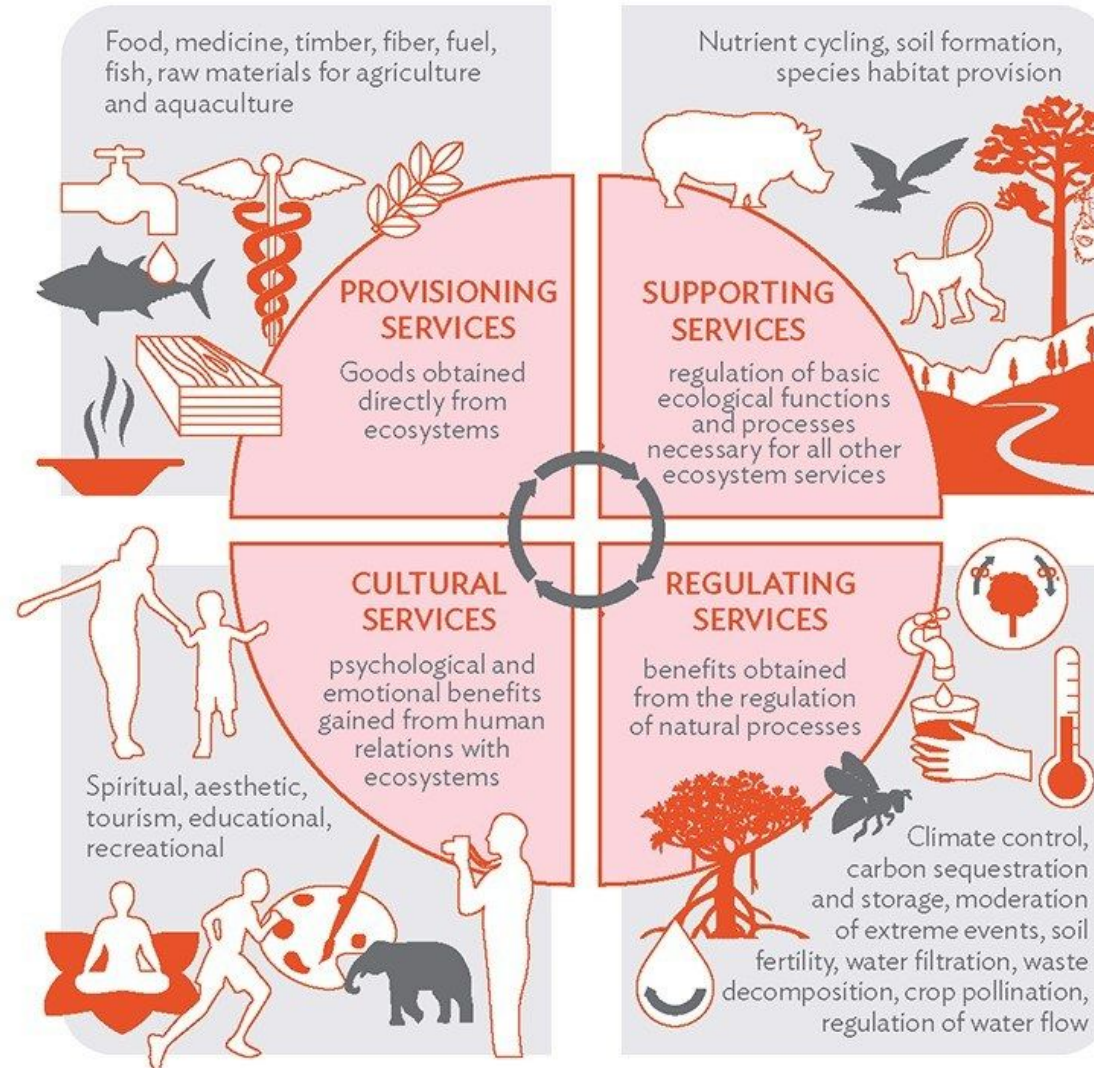 Food, medicine, timber, fiber, fuel,
fish, raw materials for agriculture
and aquaculture
PROVISIONING
SERVICES
Goods obtained
directly from
ecosystems
Nutrient cycling, soil formation,
species habitat provision
SUPPORTING
SERVICES
regulation of basic
ecological functions
and processes
necessary for all other
ecosystem services
CULTURAL
SERVICES
psychological and
emotional benefits
gained from human
relations with
ecosystems
Spiritual, aesthetic,
tourism, educational,
recreational
REGULATING
SERVICES
benefits obtained
from the regulation
of natural processes
Climate control,
carbon sequestration
and storage, moderation
of extreme events, soil
fertility, water filtration, waste
decomposition, crop pollination,
regulation of water flow